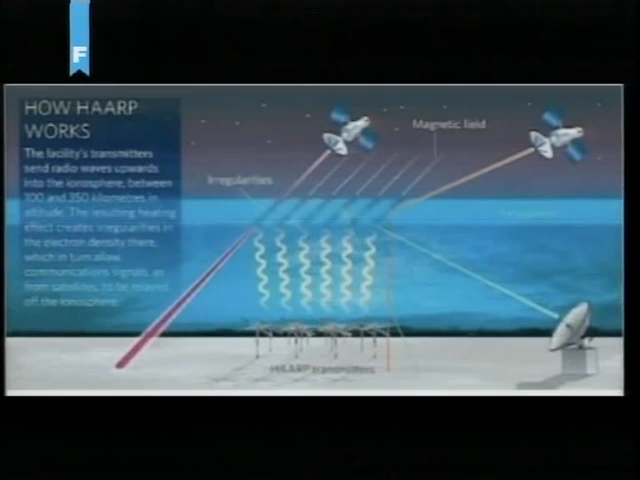 F
HOW HAARP
WORKS
The facility's transmitters
send radio waves upwards
into the ionosphere, between
100 and 350 kilometres in
altitude. The resulting heating
effect creates irregularities in
the electron density there,
which in turn allow
communications signals, as
from satellites, to be relayed
off the ionosphere.
Magnetic field
Irregularities
HAARP transmitters